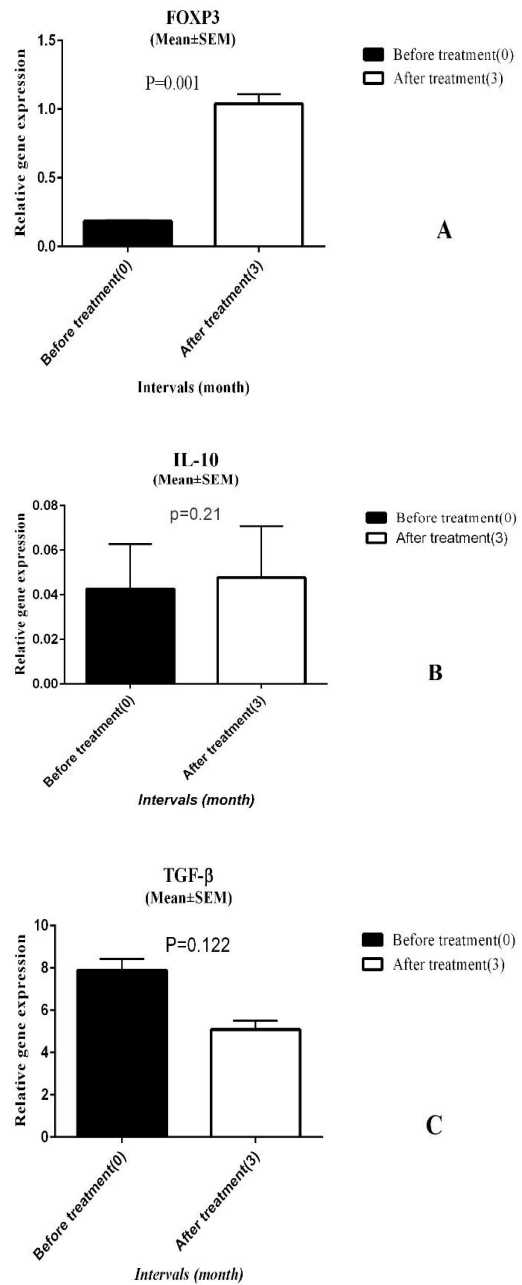 FOXP3
(Mean±SEM)
P=0.001
Relative gene expression
1.5
1.0
0.5
0.0
Before treatment(0)
After treatment(3)
Intervals (month)
Before treatment(0)
After treatment(3)
A
IL-10
(Mean±SEM)
p=0.21
Relative gene expression
0.08
0.06
0.04
0.02
0.00
Before treatment(0)
After treatment(3)
Intervals (month)
Before treatment(0)
After treatment(3)
B
TGF-β
(Mean±SEM)
P=0.122
Relative gene expression
10
8
6
4
2
0
Before treatment(0)
After treatment(3)
Intervals (month)
Before treatment(0)
After treatment(3)
C